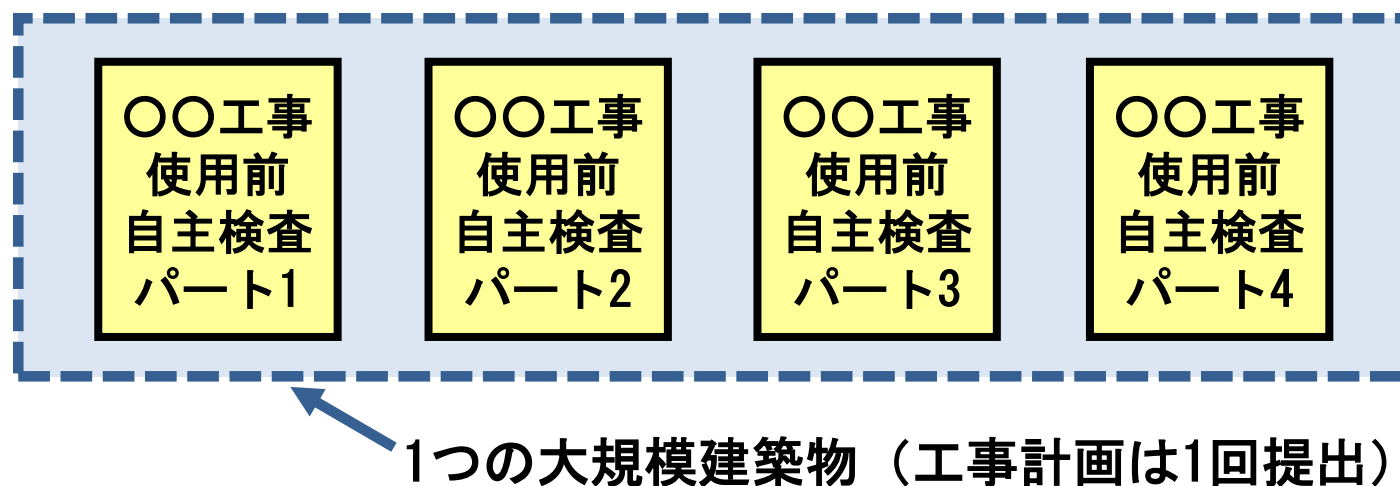 〇〇工事
使用前
自主検査
パート1
〇〇工事
使用前
自主検査
パート2
〇〇工事
使用前
自主検査
パート3
〇〇工事
使用前
自主検査
パート4
1つの大規模建築物（工事計画は1回提出）